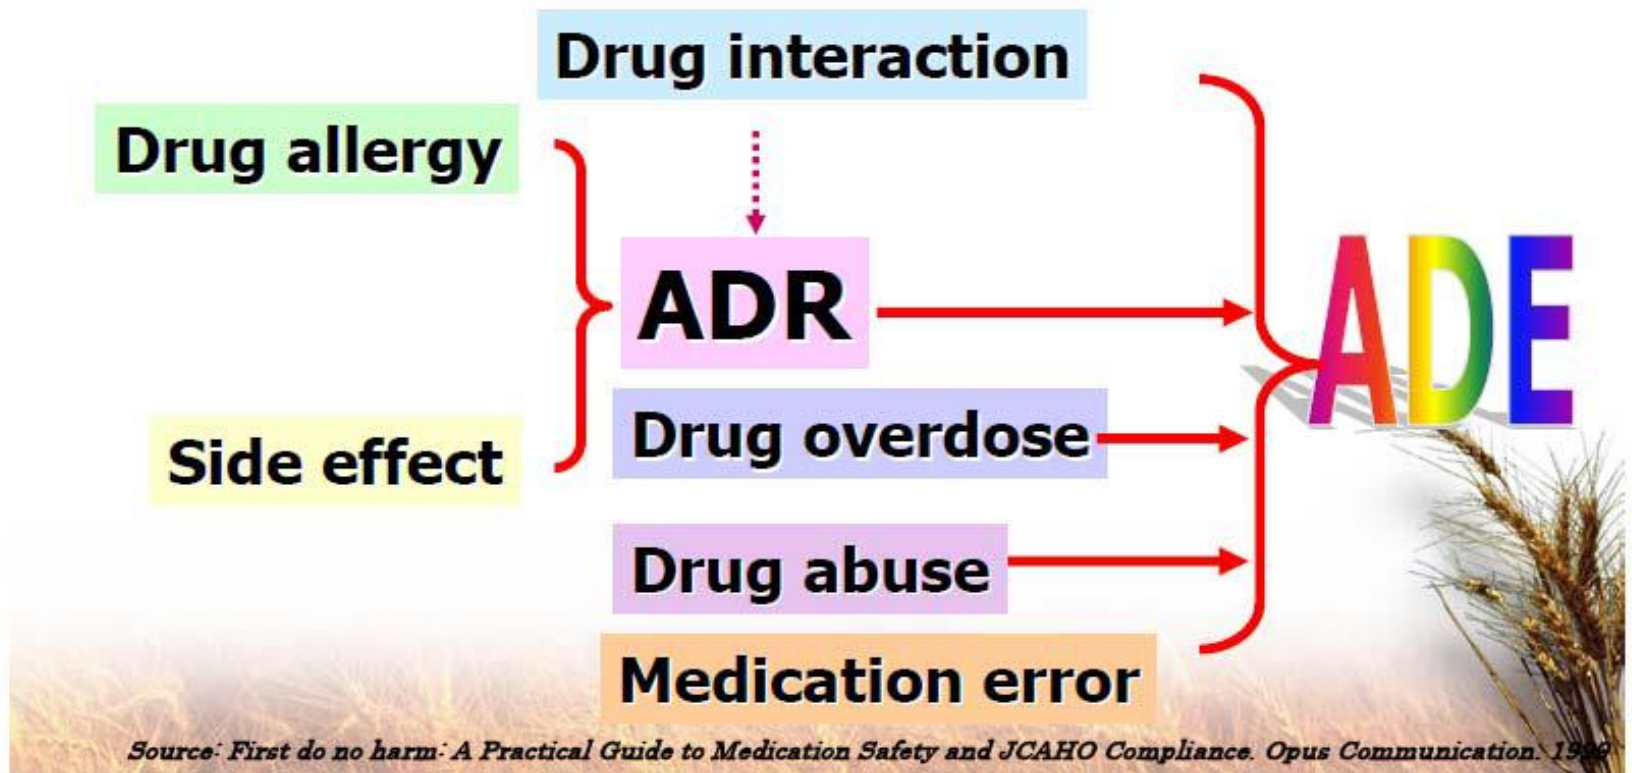 Drug interaction
Drug allergy
ADR
ADE
Drug overdose
Side effect
Drug abuse
Medication error
Source: First do no harm: A Practical Guide to Medication Safety and JCAHO Compliance. Opus Communication. 1999